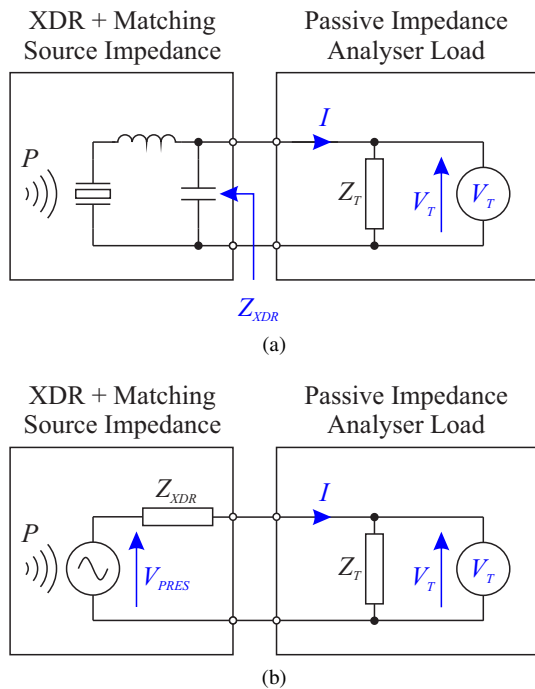 XDR + Matching
Source Impedance
Passive Impedance
Analyser Load
P
I
Z_T
V_T
V_T
Z_XDR
(a)
XDR + Matching
Source Impedance
Passive Impedance
Analyser Load
Z_XDR
I
P
V_PRES
Z_T
V_T
V_T
(b)